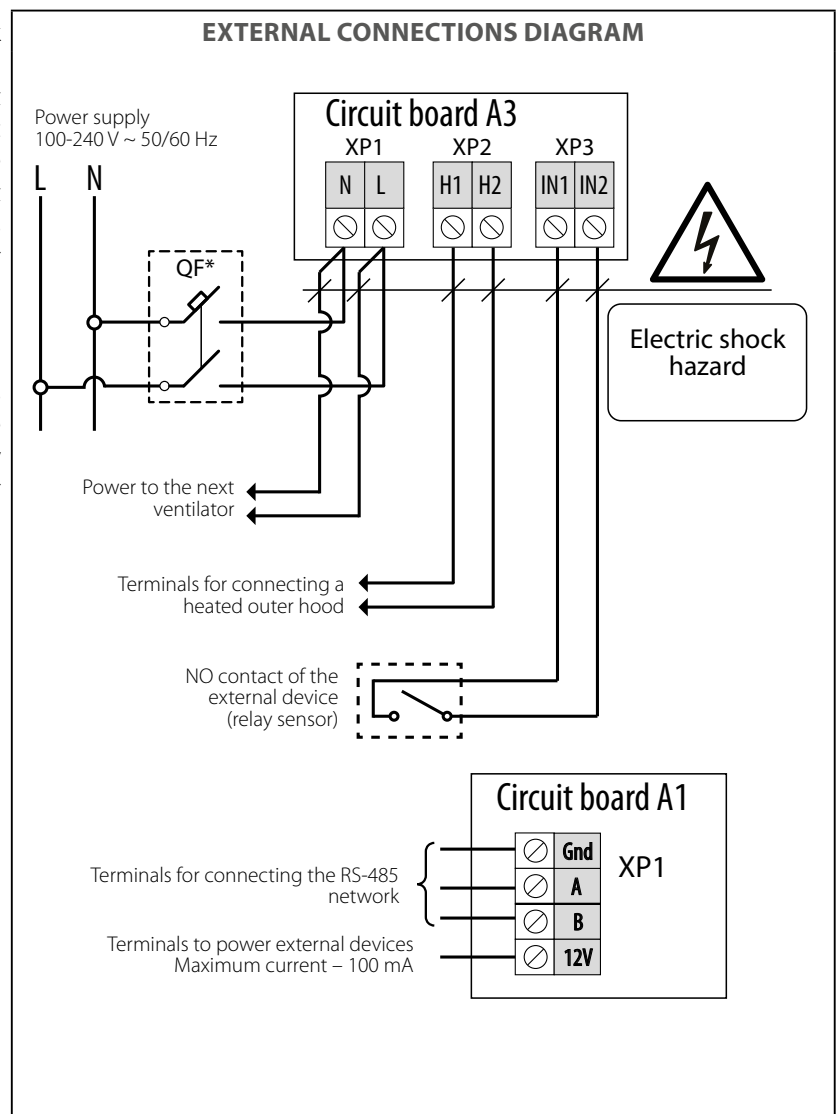 EXTERNAL CONNECTIONS DIAGRAM
Power supply
100-240 V ~ 50/60 Hz
L N
QF*
Circuit board A3
XP1 XP2 XP3
N L H1 H2 IN1 IN2
Electric shock
hazard
Power to the next
ventilator
Terminals for connecting a
heated outer hood
NO contact of the
external device
(relay sensor)
Circuit board A1
XP1
Gnd
A
B
12V
Terminals for connecting the RS-485
network
Terminals to power external devices
Maximum current – 100 mA